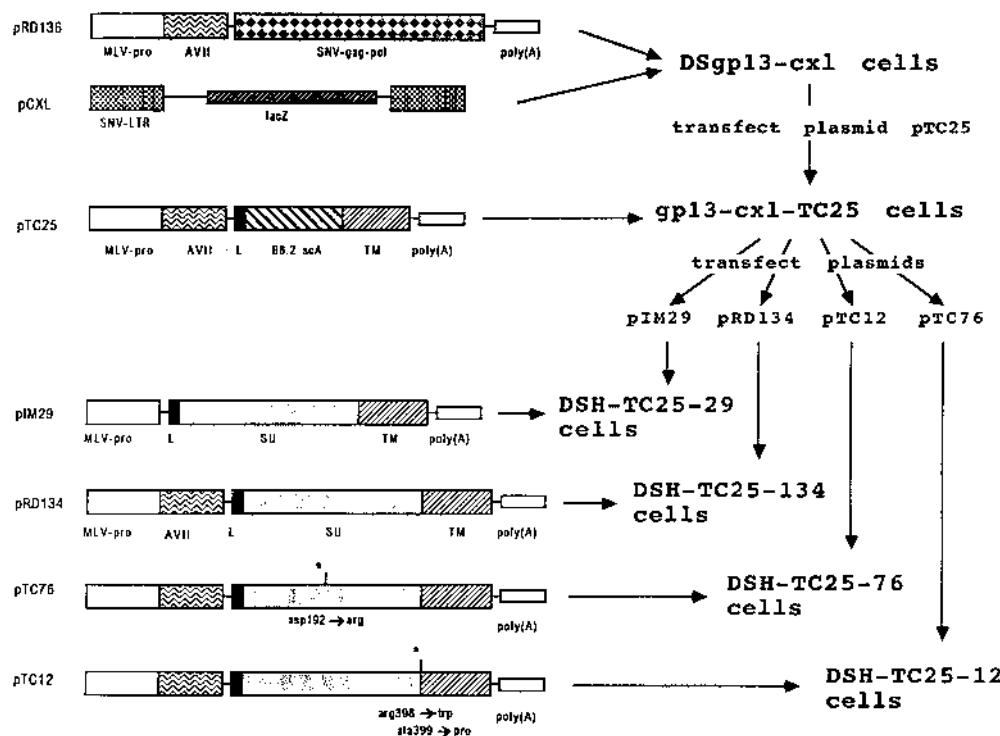 pRD136
MLV-pro AVII SNV-gag-pol poly(A)
pCXL
SNV-LTR lacZ
DSgp13-cxl cells
transfect plasmid pTC25
pTC25
MLV-pro AVII L B6.2 scA TM poly(A)
gp13-cxl-TC25 cells
transfect plasmids
pIM29 pRD134 pTC12 pTC76
pIM29
MLV-pro L SU TM poly(A)
DSH-TC25-29
cells
pRD134
MLV-pro AVII L SU TM poly(A)
DSH-TC25-134
cells
pTC76
*
asp192 → arg
poly(A)
DSH-TC25-76
cells
pTC12
*
arg398 → trp
ala399 → pro
poly(A)
DSH-TC25-12
cells